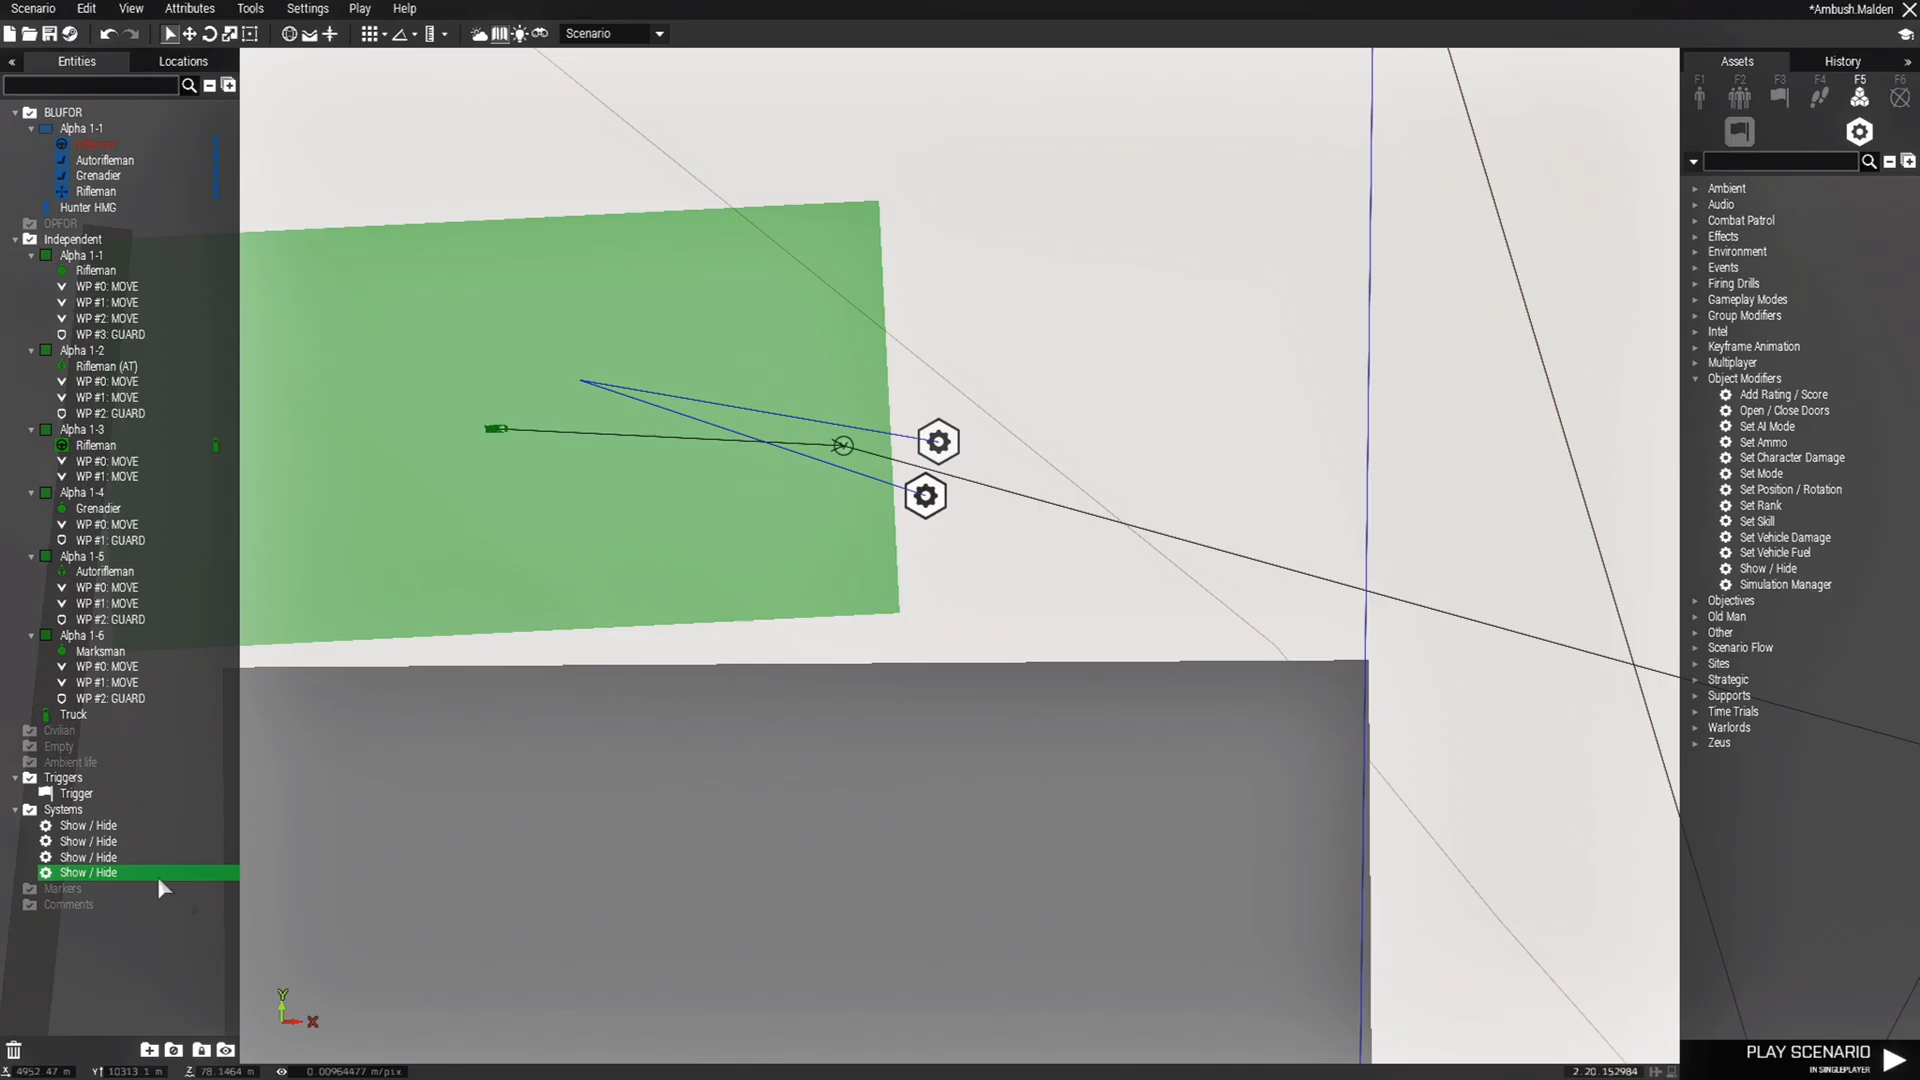 Scenario Edit View Attributes Tools Settings Play Help *Ambush.Malden
Scenario
Entities Locations
BLUFOR
Alpha 1-1
Rifleman
Autorifleman
Grenadier
Rifleman
Hunter HMG
OPFOR
Independent
Alpha 1-1
Rifleman
WP #0: MOVE
WP #1: MOVE
WP #2: MOVE
WP #3: GUARD
Alpha 1-2
Rifleman (AT)
WP #0: MOVE
WP #1: MOVE
WP #2: GUARD
Alpha 1-3
Rifleman
WP #0: MOVE
WP #1: MOVE
Alpha 1-4
Grenadier
WP #0: MOVE
WP #1: GUARD
Alpha 1-5
Autorifleman
WP #0: MOVE
WP #1: MOVE
WP #2: GUARD
Alpha 1-6
Marksman
WP #0: MOVE
WP #1: MOVE
WP #2: GUARD
Truck
Civilian
Empty
Ambient life
Triggers
Trigger
Systems
Show / Hide
Show / Hide
Show / Hide
Show / Hide
Markers
Comments
Y
X
Assets History
F1 F2 F3 F4 F5 F6
Ambient
Audio
Combat Patrol
Effects
Environment
Events
Firing Drills
Gameplay Modes
Group Modifiers
Intel
Keyframe Animation
Multiplayer
Object Modifiers
Add Rating / Score
Open / Close Doors
Set AI Mode
Set Ammo
Set Character Damage
Set Mode
Set Position / Rotation
Set Rank
Set Skill
Set Vehicle Damage
Set Vehicle Fuel
Show / Hide
Simulation Manager
Objectives
Old Man
Other
Scenario Flow
Sites
Strategic
Supports
Time Trials
Warlords
Zeus
PLAY SCENARIO
IN SINGLEPLAYER
X 4952.47 m Y 10313.1 m Z 78.1464 m 0.00964477 m/pix 2.20.152984